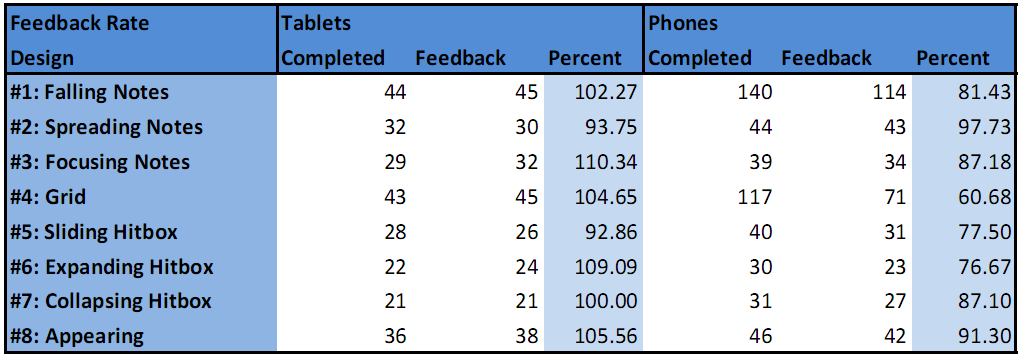 Feedback Rate Tablets Phones
Design Completed Feedback Percent Completed Feedback Percent
#1: Falling Notes 44 45 102.27 140 114 81.43
#2: Spreading Notes 32 30 93.75 44 43 97.73
#3: Focusing Notes 29 32 110.34 39 34 87.18
#4: Grid 43 45 104.65 117 71 60.68
#5: Sliding Hitbox 28 26 92.86 40 31 77.50
#6: Expanding Hitbox 22 24 109.09 30 23 76.67
#7: Collapsing Hitbox 21 21 100.00 31 27 87.10
#8: Appearing 36 38 105.56 46 42 91.30